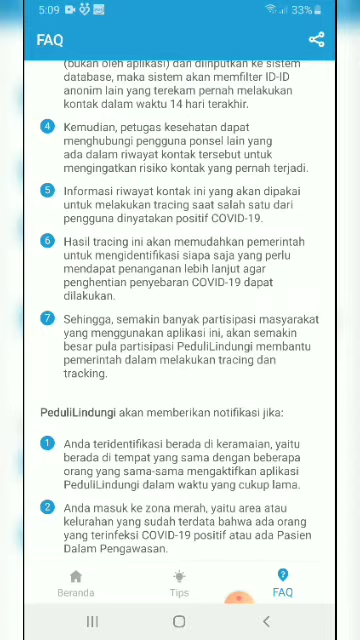 5:09 33%
FAQ
(bukan oleh aplikasi) dan diinputkan ke sistem
database, maka sistem akan memfilter ID-ID
anonim lain yang terekam pernah melakukan
kontak dalam waktu 14 hari terakhir.
4 Kemudian, petugas kesehatan dapat
menghubungi pengguna ponsel lain yang
ada dalam riwayat kontak tersebut untuk
mengingatkan risiko kontak yang pernah terjadi.
5 Informasi riwayat kontak ini yang akan dipakai
untuk melakukan tracing saat salah satu dari
pengguna dinyatakan positif COVID-19.
6 Hasil tracing ini akan memudahkan pemerintah
untuk mengidentifikasi siapa saja yang perlu
mendapat penanganan lebih lanjut agar
penghentian penyebaran COVID-19 dapat
dilakukan.
7 Sehingga, semakin banyak partisipasi masyarakat
yang menggunakan aplikasi ini, akan semakin
besar pula partisipasi PeduliLindungi membantu
pemerintah dalam melakukan tracing dan
tracking.
PeduliLindungi akan memberikan notifikasi jika:
1 Anda teridentifikasi berada di keramaian, yaitu
berada di tempat yang sama dengan beberapa
orang yang sama-sama mengaktifkan aplikasi
PeduliLindungi dalam waktu yang cukup lama.
2 Anda masuk ke zona merah, yaitu area atau
kelurahan yang sudah terdata bahwa ada orang
yang terinfeksi COVID-19 positif atau ada Pasien
Dalam Pengawasan.
Beranda Tips FAQ